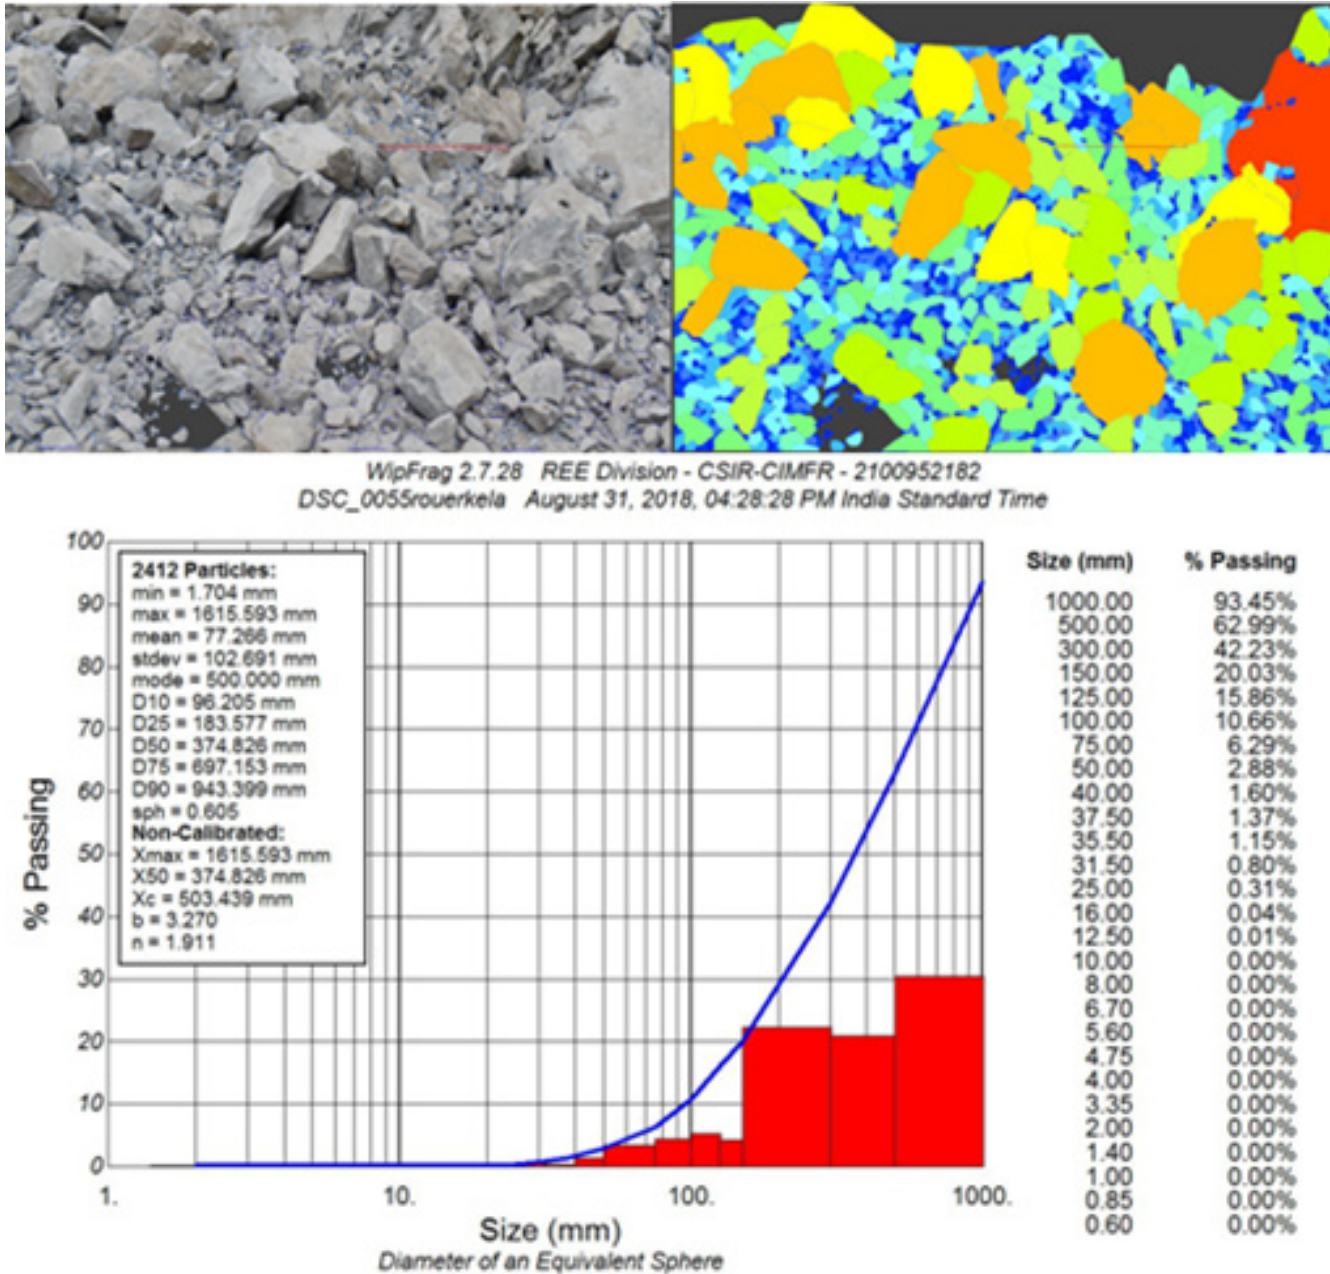 WipFrag 2.7.28 REE Division - CSIR-CIMFR - 2100952182
DSC_0055rouerkela August 31, 2018, 04:28:28 PM India Standard Time
% Passing
100
90
80
70
60
50
40
30
20
10
0
2412 Particles:
min = 1.704 mm
max = 1615.593 mm
mean = 77.266 mm
stdev = 102.691 mm
mode = 500.000 mm
D10 = 96.205 mm
D25 = 183.577 mm
D50 = 374.826 mm
D75 = 697.153 mm
D90 = 943.399 mm
sph = 0.605
Non-Calibrated:
Xmax = 1615.593 mm
X50 = 374.826 mm
Xc = 503.439 mm
b = 3.270
n = 1.911
1. 10. 100. 1000.
Size (mm)
Diameter of an Equivalent Sphere
Size (mm) % Passing
1000.00 93.45%
500.00 62.99%
300.00 42.23%
150.00 20.03%
125.00 15.86%
100.00 10.66%
75.00 6.29%
50.00 2.88%
40.00 1.60%
37.50 1.37%
35.50 1.15%
31.50 0.80%
25.00 0.31%
16.00 0.04%
12.50 0.01%
10.00 0.00%
8.00 0.00%
6.70 0.00%
5.60 0.00%
4.75 0.00%
4.00 0.00%
3.35 0.00%
2.00 0.00%
1.40 0.00%
1.00 0.00%
0.85 0.00%
0.60 0.00%